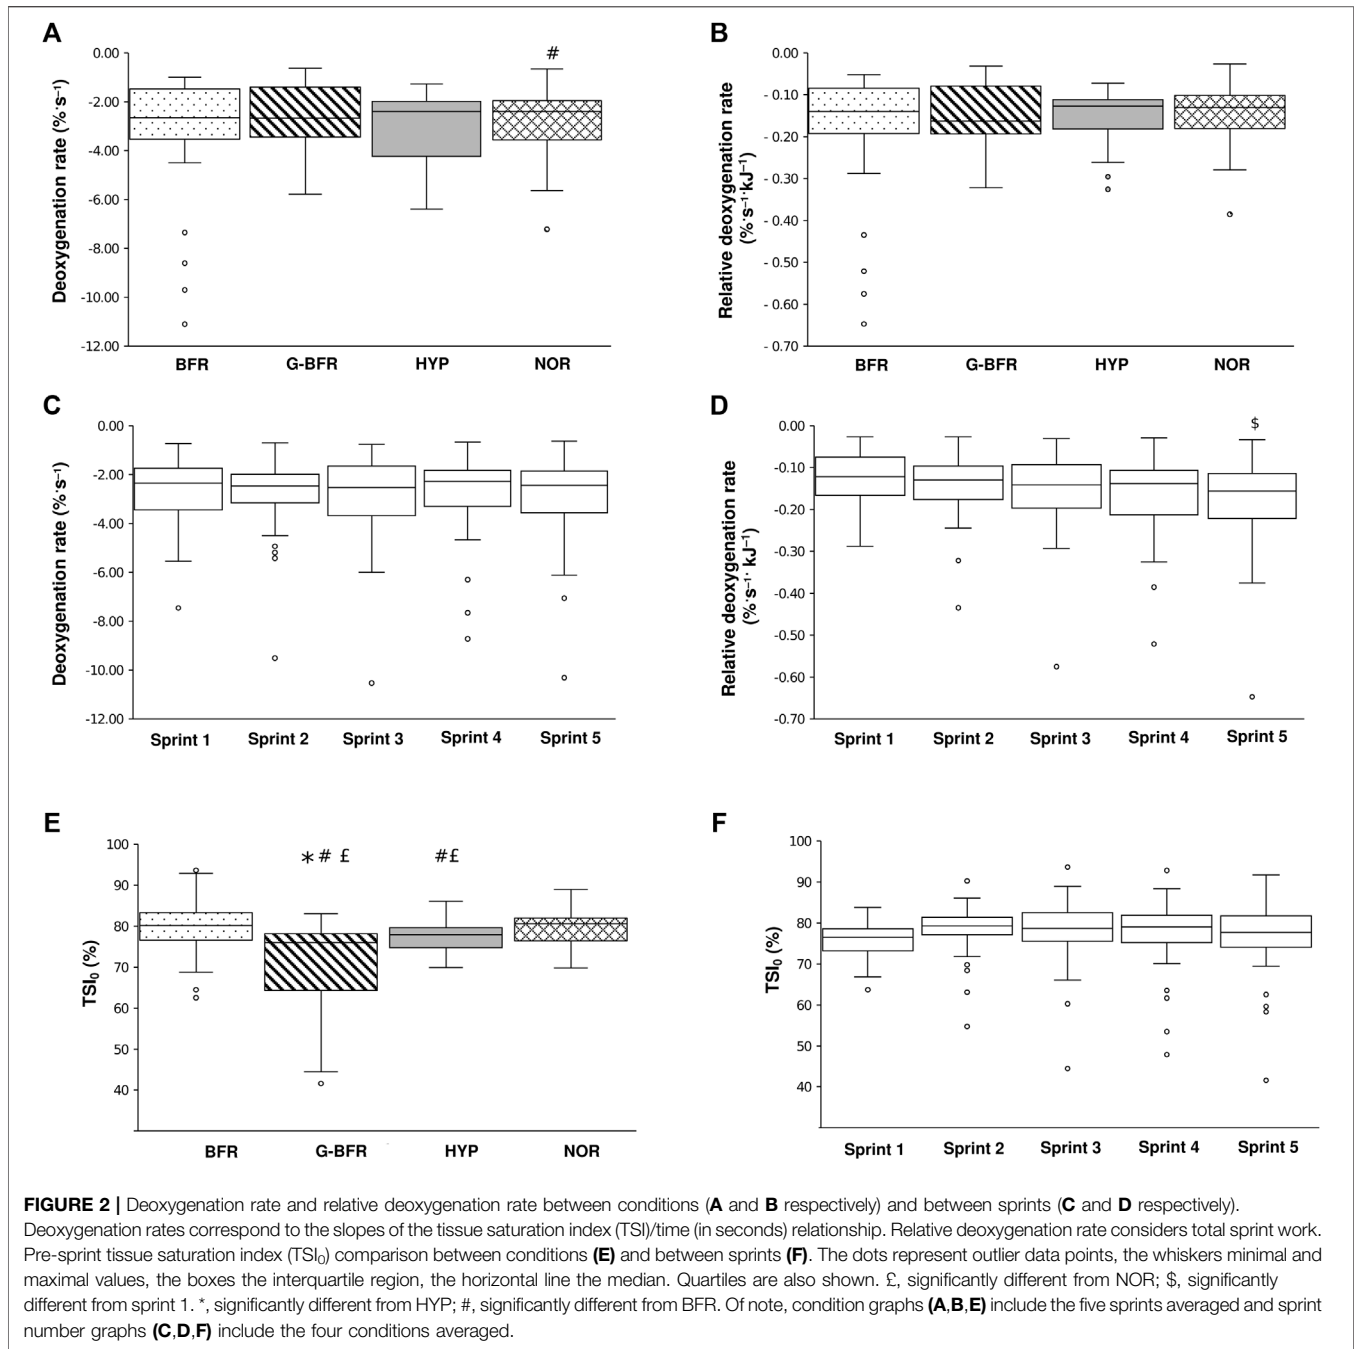 A
B
#
0.00
-2.00
-4.00
-6.00
-8.00
-10.00
-12.00
Deoxygenation rate (%·s⁻¹)
BFR
G-BFR
HYP
NOR
0.00
-0.10
-0.20
-0.30
- 0.40
- 0.50
- 0.60
- 0.70
Relative deoxygenation rate
(%·s⁻¹·kJ⁻¹)
BFR
G-BFR
HYP
NOR
C
D
0.00
-2.00
-4.00
-6.00
-8.00
-10.00
-12.00
Deoxygenation rate (%·s⁻¹)
Sprint 1
Sprint 2
Sprint 3
Sprint 4
Sprint 5
$
0.00
-0.10
-0.20
-0.30
-0.40
-0.50
-0.60
-0.70
Relative deoxygenation rate
(%·s⁻¹· kJ⁻¹)
Sprint 1
Sprint 2
Sprint 3
Sprint 4
Sprint 5
E
F
* # £
#£
100
90
80
70
60
50
40
TSI₀ (%)
BFR
G-BFR
HYP
NOR
100
90
80
70
60
50
40
TSI₀ (%)
Sprint 1
Sprint 2
Sprint 3
Sprint 4
Sprint 5
FIGURE 2 | Deoxygenation rate and relative deoxygenation rate between conditions (A and B respectively) and between sprints (C and D respectively).
Deoxygenation rates correspond to the slopes of the tissue saturation index (TSI)/time (in seconds) relationship. Relative deoxygenation rate considers total sprint work.
Pre-sprint tissue saturation index (TSI₀) comparison between conditions (E) and between sprints (F). The dots represent outlier data points, the whiskers minimal and
maximal values, the boxes the interquartile region, the horizontal line the median. Quartiles are also shown. £, significantly different from NOR; $, significantly
different from sprint 1. *, significantly different from HYP; #, significantly different from BFR. Of note, condition graphs (A,B,E) include the five sprints averaged and sprint
number graphs (C,D,F) include the four conditions averaged.